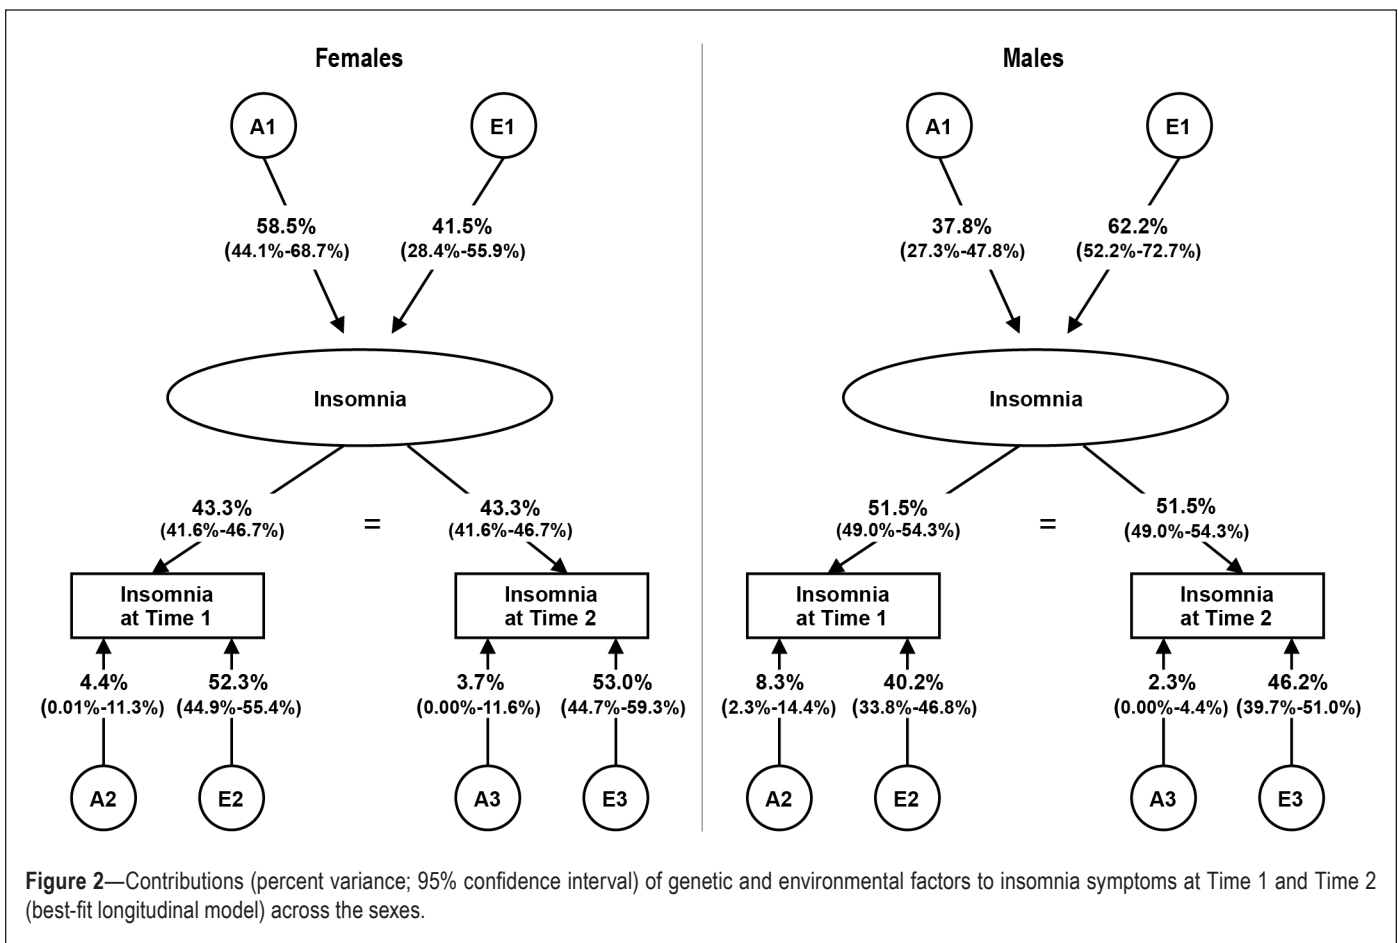 Females
A1
E1
58.5%
(44.1%-68.7%)
41.5%
(28.4%-55.9%)
Insomnia
43.3%
(41.6%-46.7%)
=
43.3%
(41.6%-46.7%)
Insomnia
at Time 1
Insomnia
at Time 2
4.4%
(0.01%-11.3%)
52.3%
(44.9%-55.4%)
3.7%
(0.00%-11.6%)
53.0%
(44.7%-59.3%)
A2
E2
A3
E3
Males
A1
E1
37.8%
(27.3%-47.8%)
62.2%
(52.2%-72.7%)
Insomnia
51.5%
(49.0%-54.3%)
=
51.5%
(49.0%-54.3%)
Insomnia
at Time 1
Insomnia
at Time 2
8.3%
(2.3%-14.4%)
40.2%
(33.8%-46.8%)
2.3%
(0.00%-4.4%)
46.2%
(39.7%-51.0%)
A2
E2
A3
E3
Figure 2—Contributions (percent variance; 95% confidence interval) of genetic and environmental factors to insomnia symptoms at Time 1 and Time 2
(best-fit longitudinal model) across the sexes.